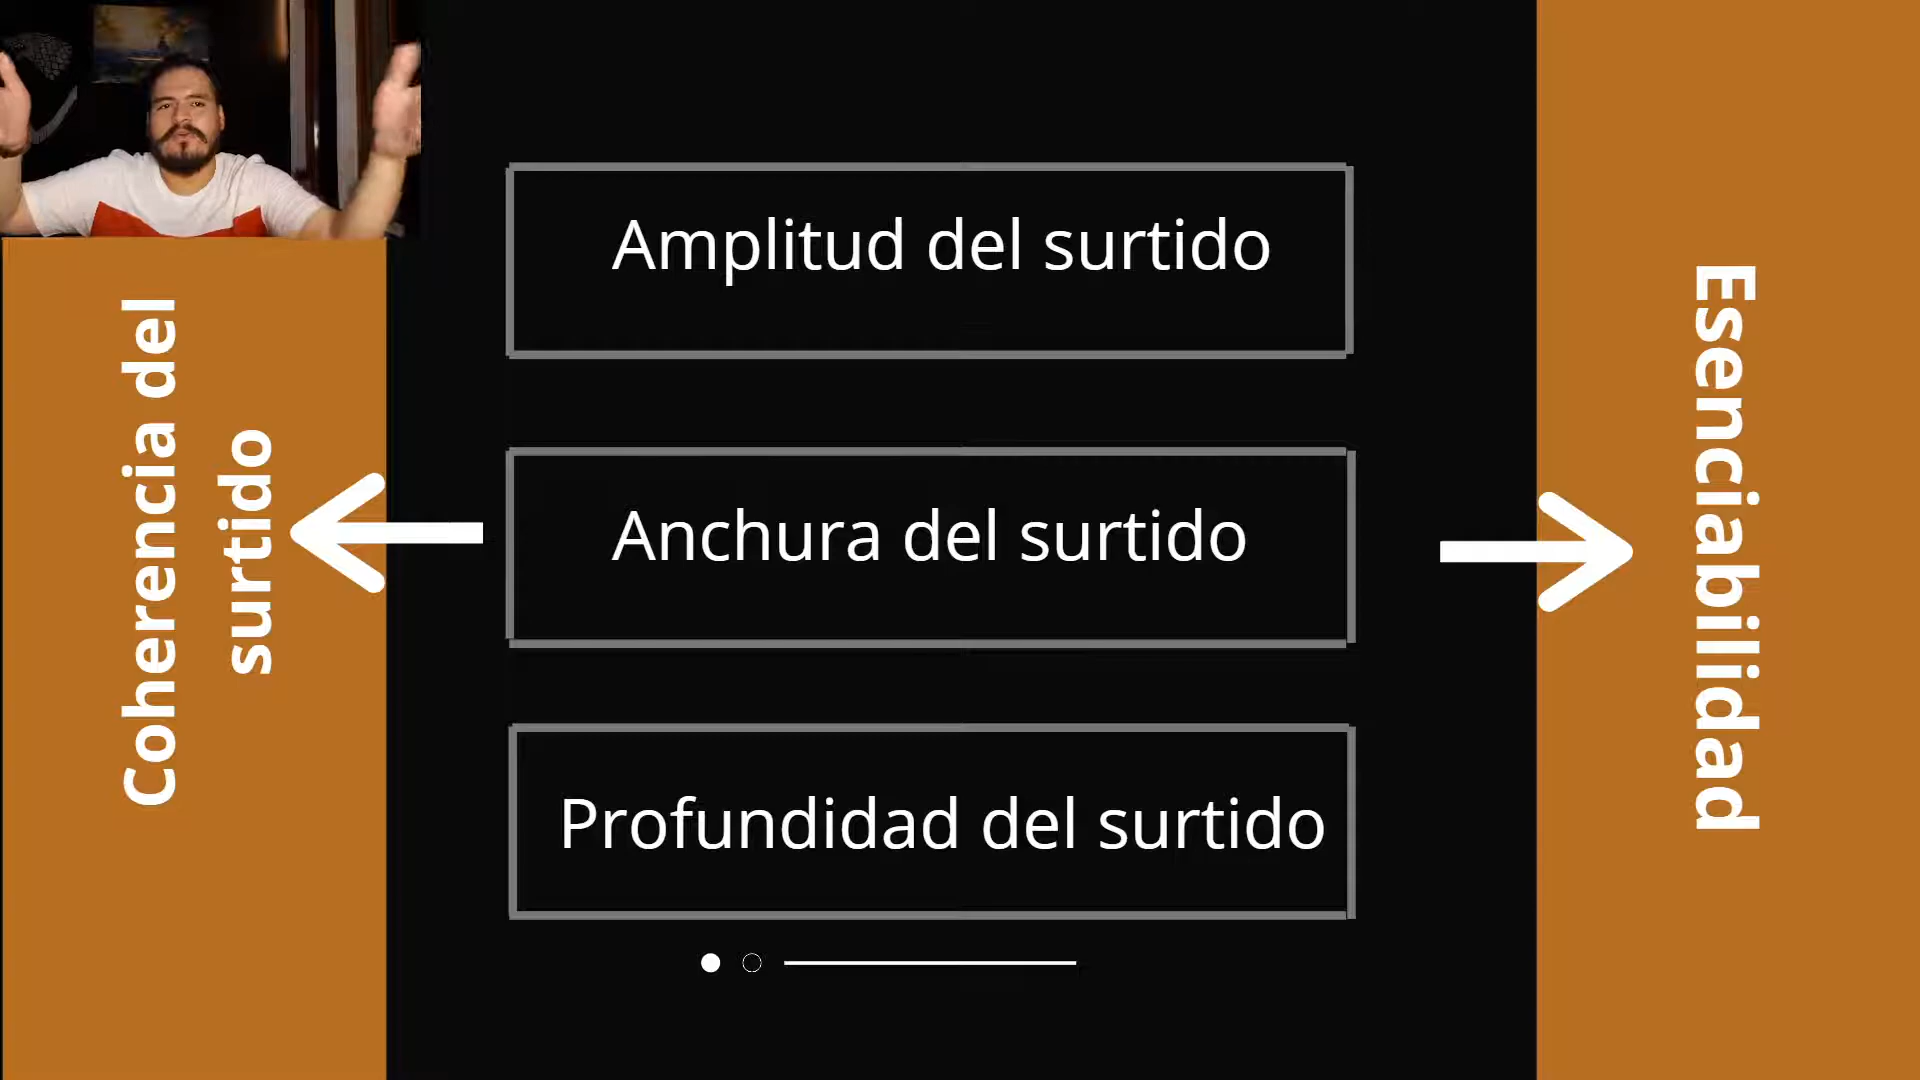 Coherencia del
surtido
Amplitud del surtido
Anchura del surtido
Profundidad del surtido
Esenciabilidad